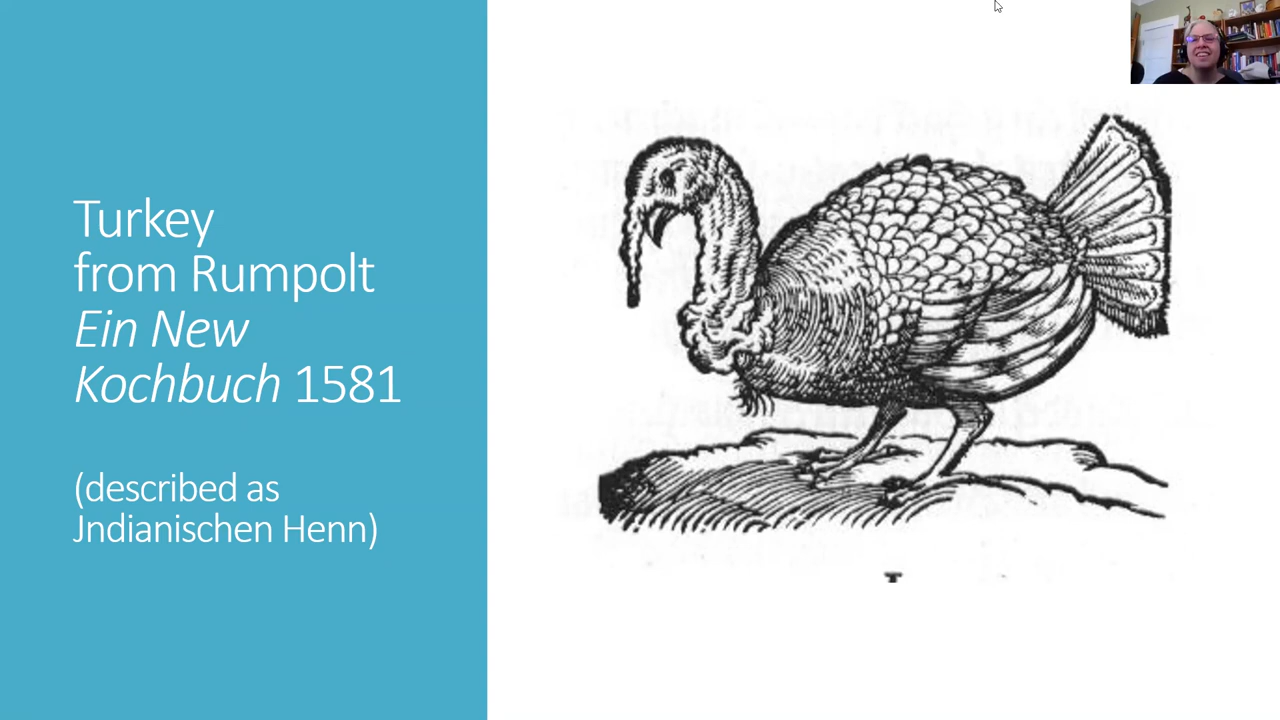 Turkey
from Rumpolt
Ein New
Kochbuch 1581
(described as
Jndianischen Henn)